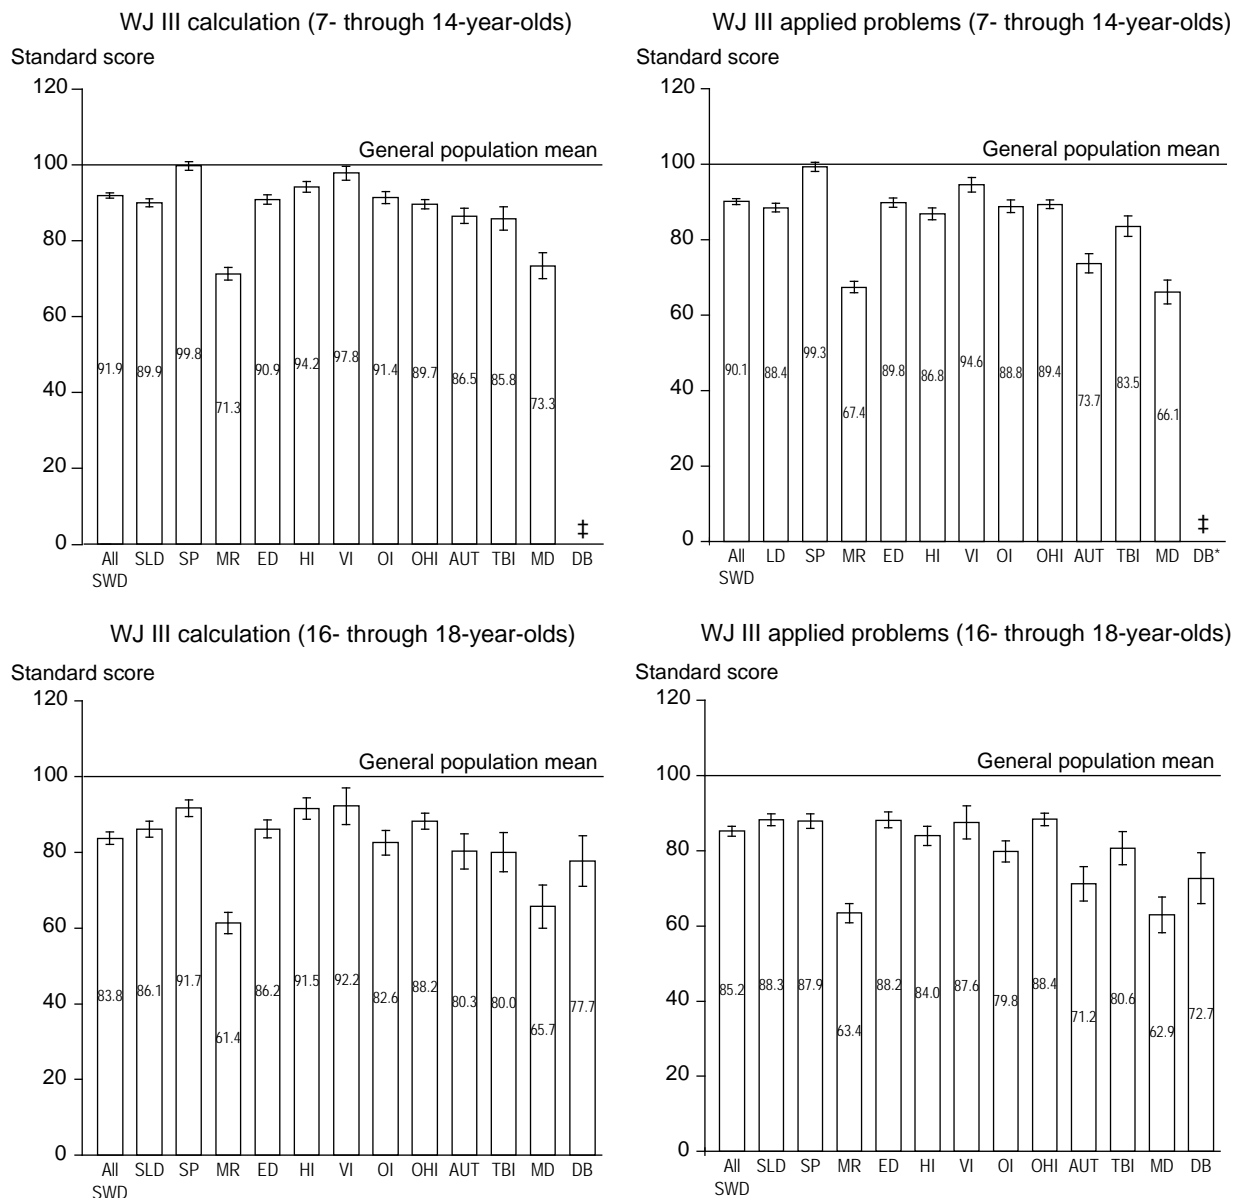 WJ III calculation (7- through 14-year-olds)
Standard score
120
General population mean
100
80
60
40
20
0
91.9 89.9 99.8 71.3 90.9 94.2 97.8 91.4 89.7 86.5 85.8 73.3 ‡
All SLD SP MR ED HI VI OI OHI AUT TBI MD DB
SWD
WJ III applied problems (7- through 14-year-olds)
Standard score
120
General population mean
100
80
60
40
20
0
90.1 88.4 99.3 67.4 89.8 86.8 94.6 88.8 89.4 73.7 83.5 66.1 ‡
All LD SP MR ED HI VI OI OHI AUT TBI MD DB*
SWD
WJ III calculation (16- through 18-year-olds)
Standard score
120
General population mean
100
80
60
40
20
0
83.8 86.1 91.7 61.4 86.2 91.5 92.2 82.6 88.2 80.3 80.0 65.7 77.7
All SLD SP MR ED HI VI OI OHI AUT TBI MD DB
SWD
WJ III applied problems (16- through 18-year-olds)
Standard score
120
General population mean
100
80
60
40
20
0
85.2 88.3 87.9 63.4 88.2 84.0 87.6 79.8 88.4 71.2 80.6 62.9 72.7
All SLD SP MR ED HI VI OI OHI AUT TBI MD DB
SWD